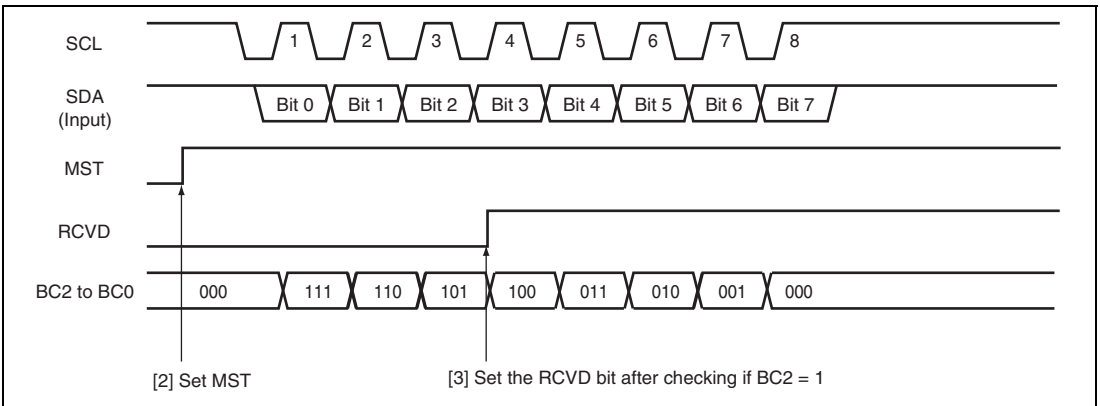 SCL 1 2 3 4 5 6 7 8
SDA
(Input) Bit 0 Bit 1 Bit 2 Bit 3 Bit 4 Bit 5 Bit 6 Bit 7
MST
RCVD
BC2 to BC0 000 111 110 101 100 011 010 001 000
[2] Set MST [3] Set the RCVD bit after checking if BC2 = 1